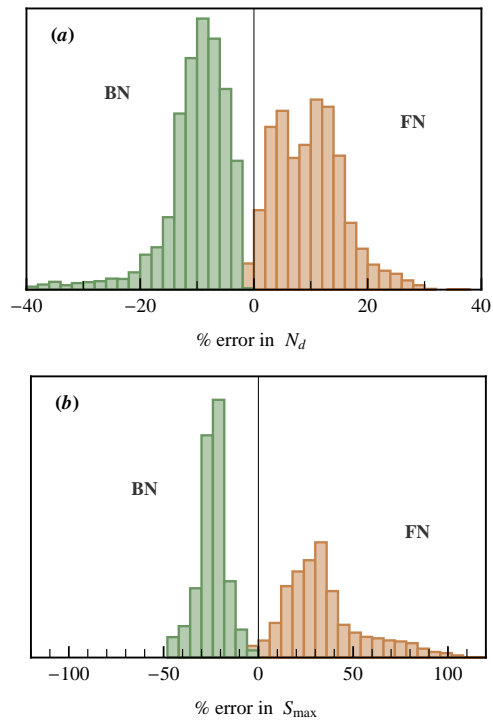 (a)
BN
FN
−40 −20 0 20 40
% error in N_d
(b)
BN
FN
−100 −50 0 50 100
% error in S_max